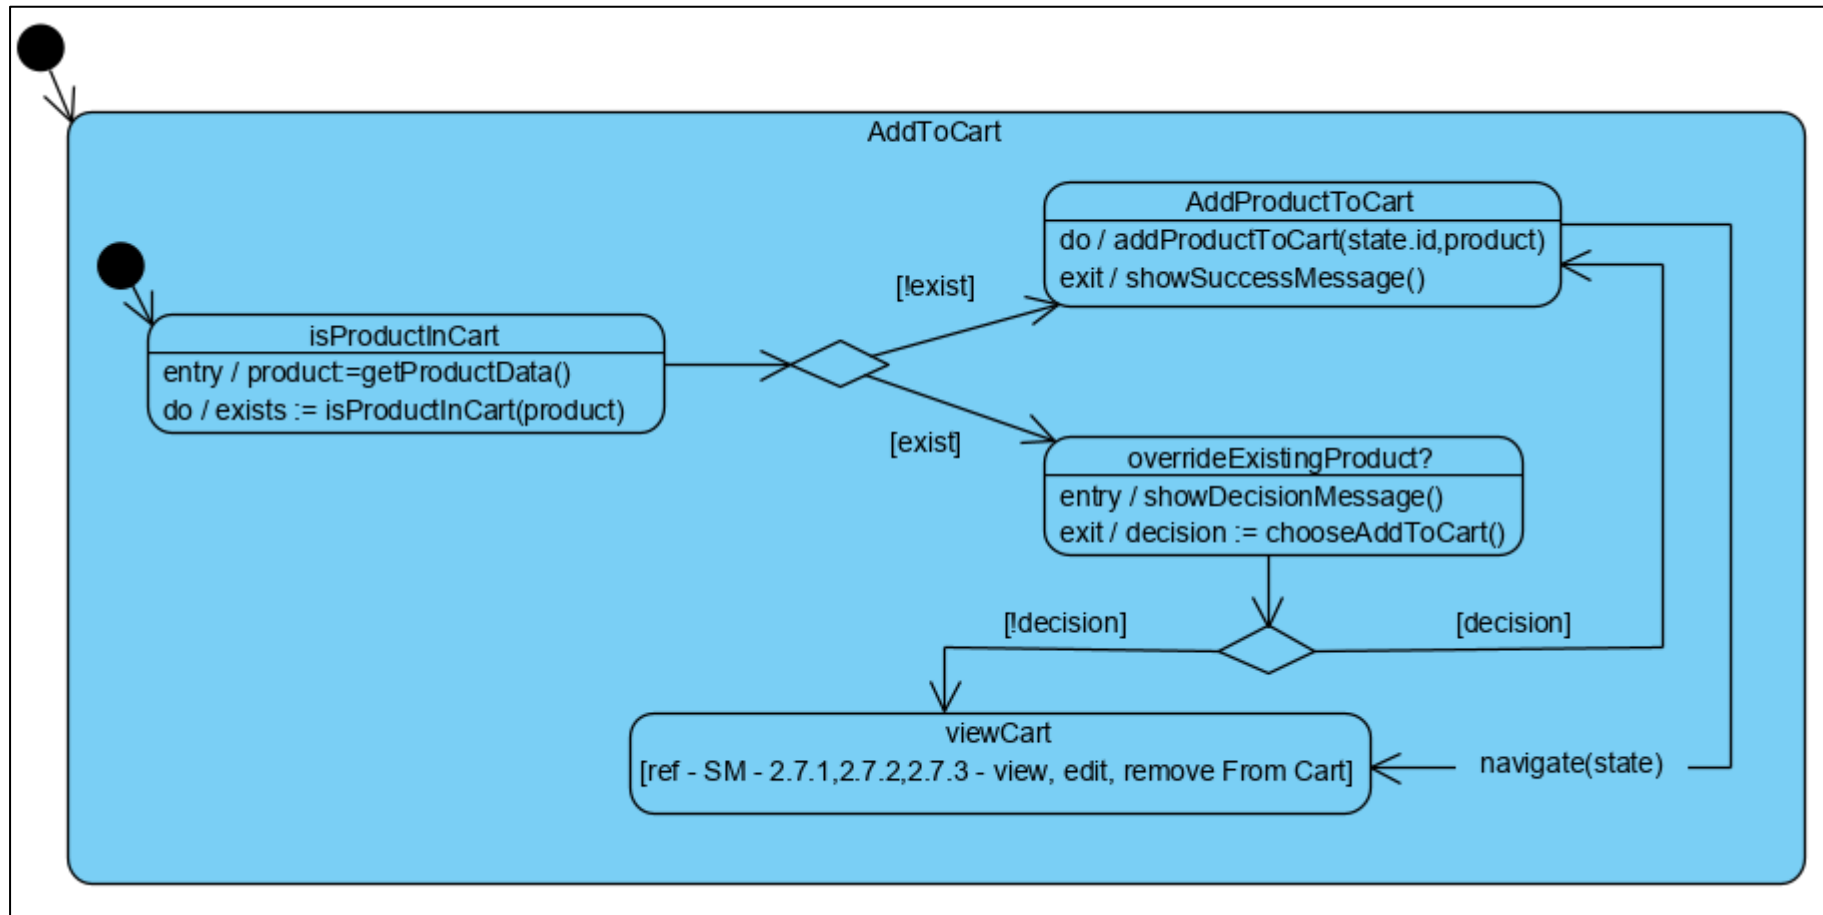 AddToCart
AddProductToCart
do / addProductToCart(state.id,product)
exit / showSuccessMessage()
[!exist]
isProductInCart
entry / product:=getProductData()
do / exists := isProductInCart(product)
[exist]
overrideExistingProduct?
entry / showDecisionMessage()
exit / decision := chooseAddToCart()
[!decision]
[decision]
viewCart
[ref - SM - 2.7.1,2.7.2,2.7.3 - view, edit, remove From Cart]
navigate(state)